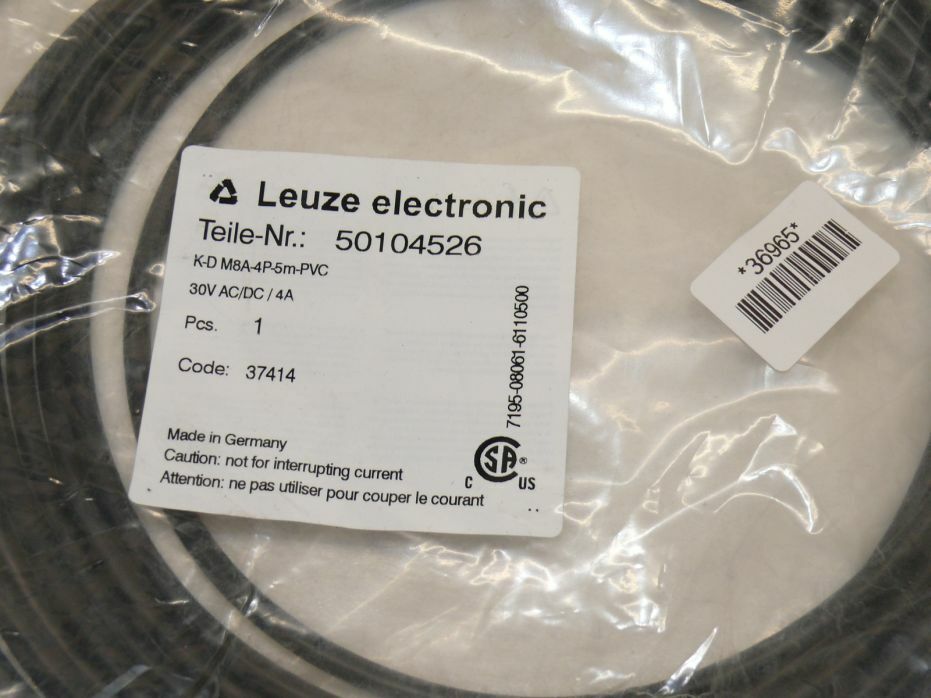 Leuze electronic
Teile-Nr.: 50104526
K-D M8A-4P-5m-PVC
30V AC/DC / 4A
Pcs. 1
Code: 37414
7195-08061-6110500
Made in Germany
Caution: not for interrupting current
Attention: ne pas utiliser pour couper le courant
C SA® US
*36965*